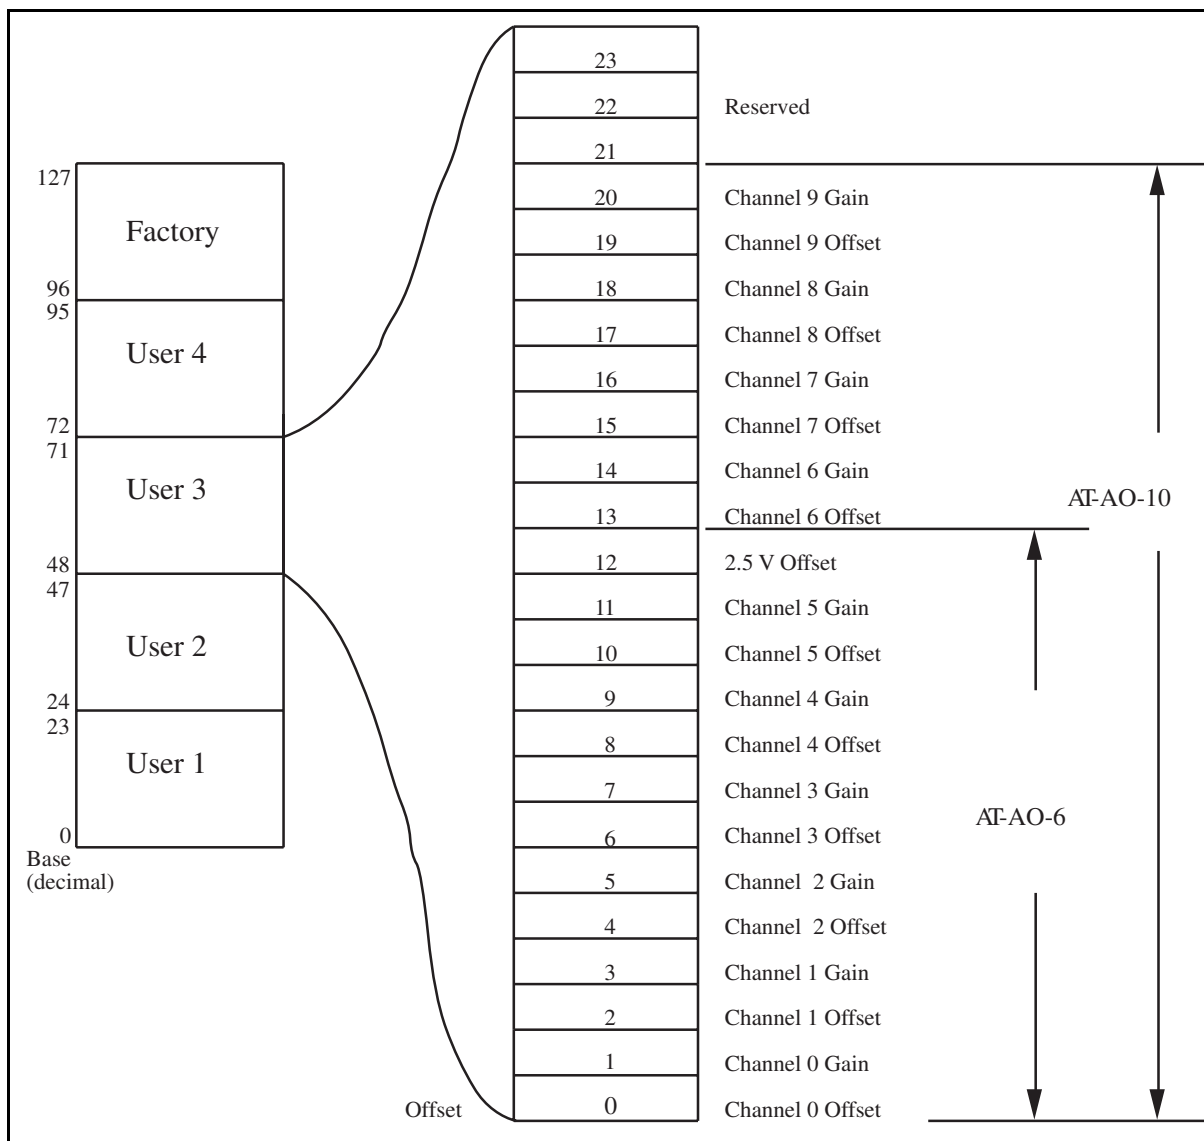 127
Factory
96
95
User 4
72
71
User 3
48
47
User 2
24
23
User 1
0
Base
(decimal)
23
22 Reserved
21
20 Channel 9 Gain
19 Channel 9 Offset
18 Channel 8 Gain
17 Channel 8 Offset
16 Channel 7 Gain
15 Channel 7 Offset
14 Channel 6 Gain
13 Channel 6 Offset
12 2.5 V Offset
11 Channel 5 Gain
10 Channel 5 Offset
9 Channel 4 Gain
8 Channel 4 Offset
7 Channel 3 Gain
6 Channel 3 Offset
5 Channel 2 Gain
4 Channel 2 Offset
3 Channel 1 Gain
2 Channel 1 Offset
1 Channel 0 Gain
Offset 0 Channel 0 Offset
AT-AO-10
AT-AO-6